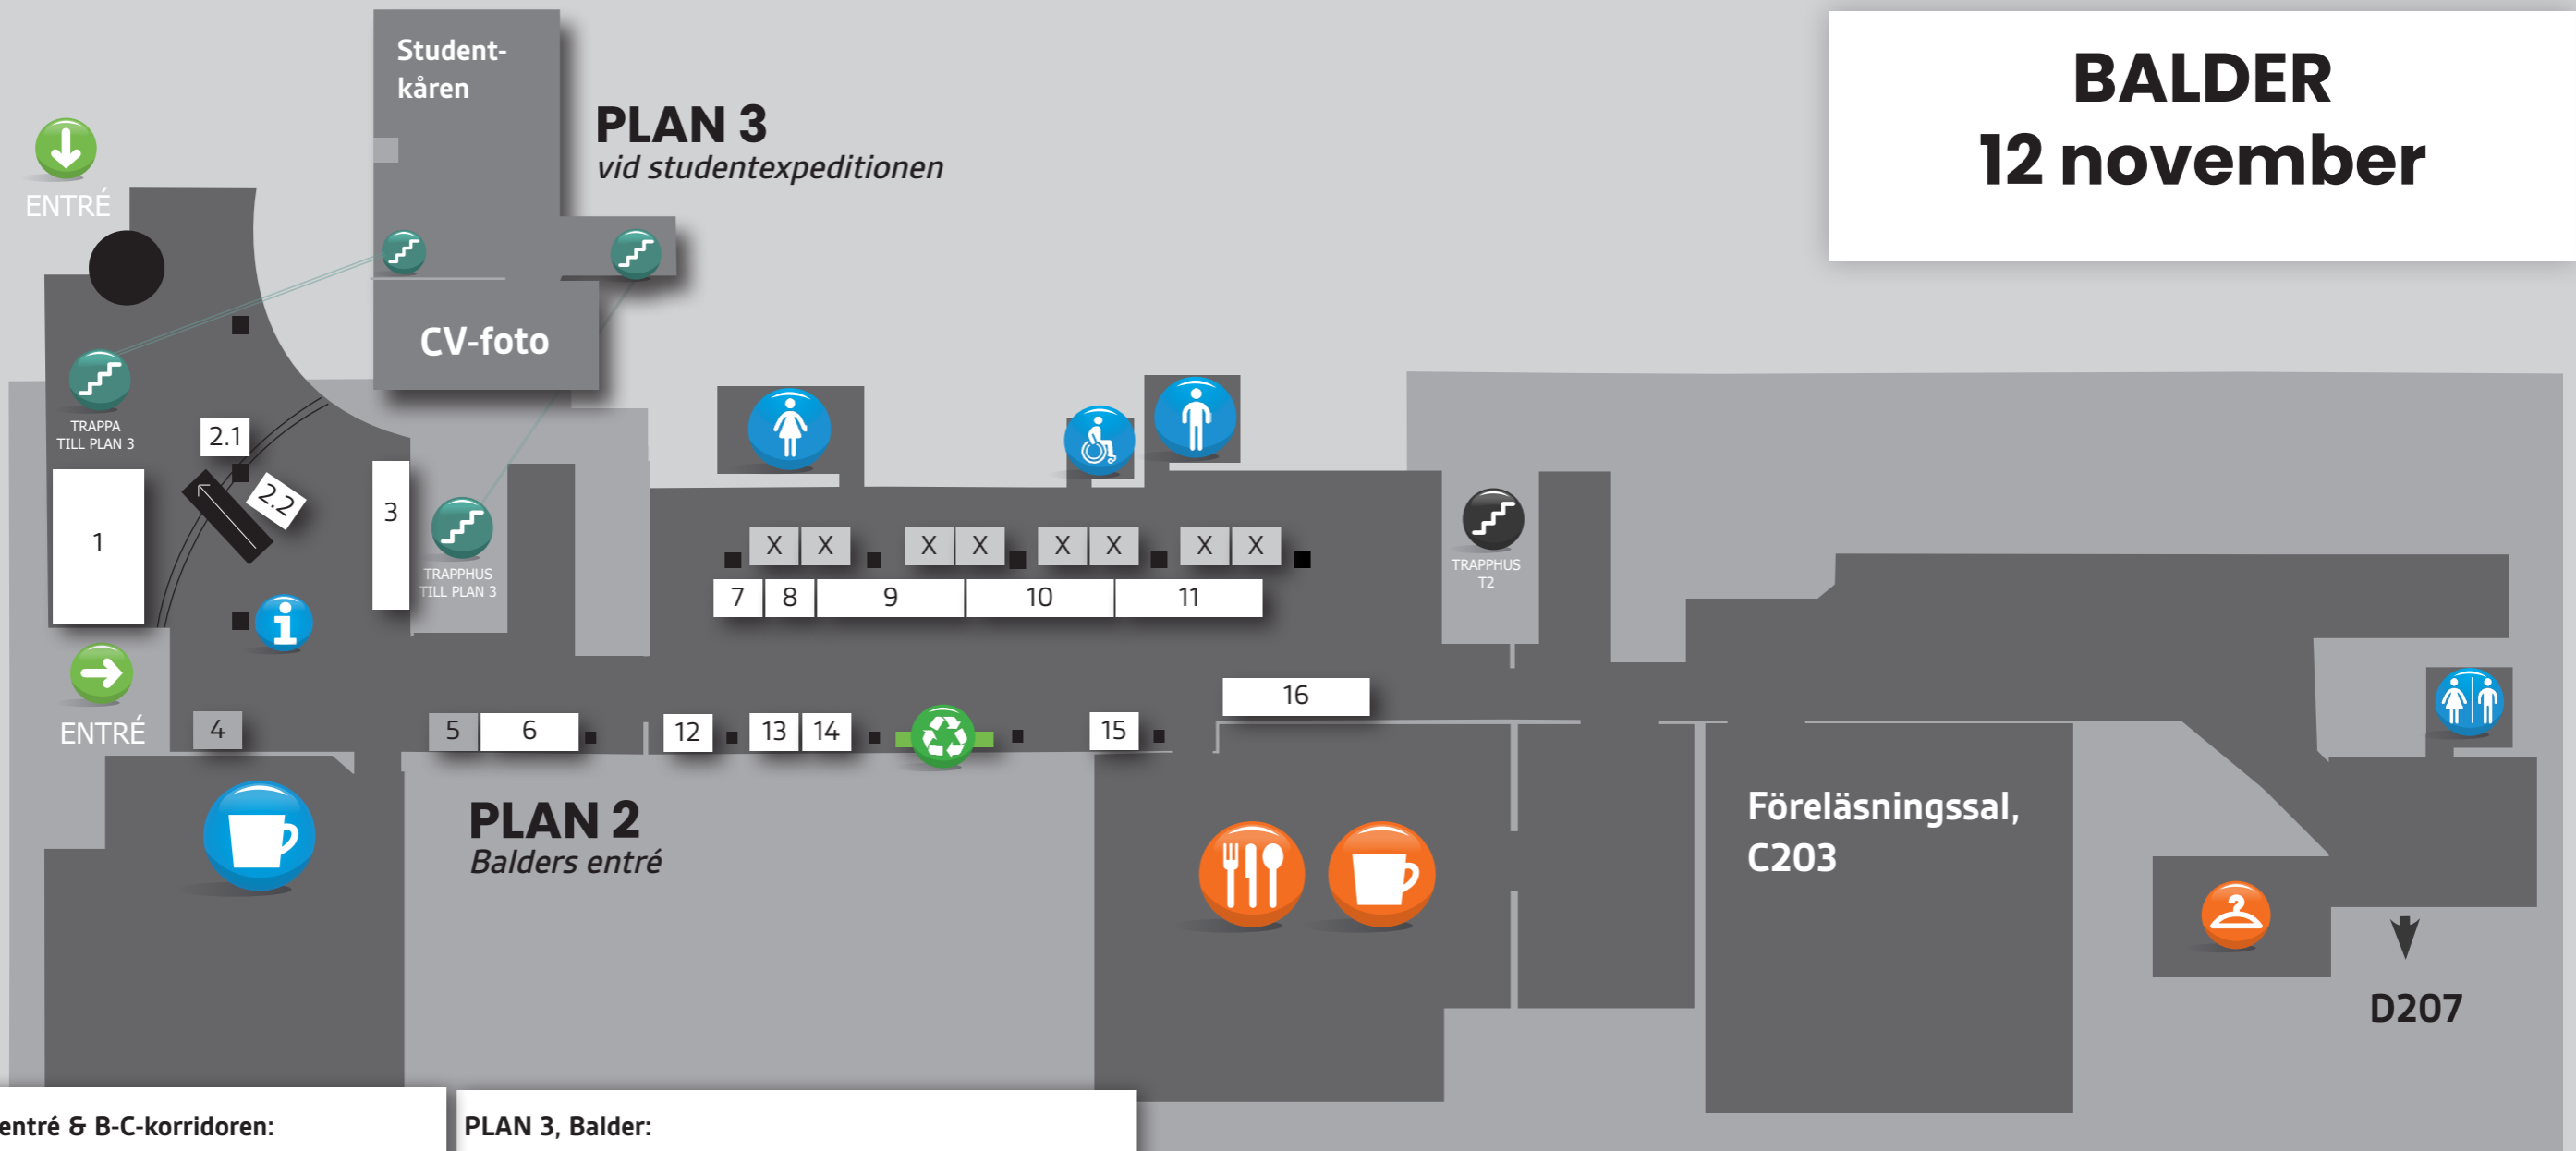 Student-
kåren
PLAN 3
vid studentexpeditionen
BALDER
12 november
ENTRÉ
CV-foto
TRAPPA
TILL PLAN 3
2.1
2.2
1
3
TRAPPHUS
TILL PLAN 3
X X X X X X X X
7 8 9 10 11
TRAPPHUS
T2
ENTRÉ
4
5 6
12 13 14 15
16
PLAN 2
Balders entré
Föreläsningssal,
C203
D207
entré & B-C-korridoren:
PLAN 3, Balder: